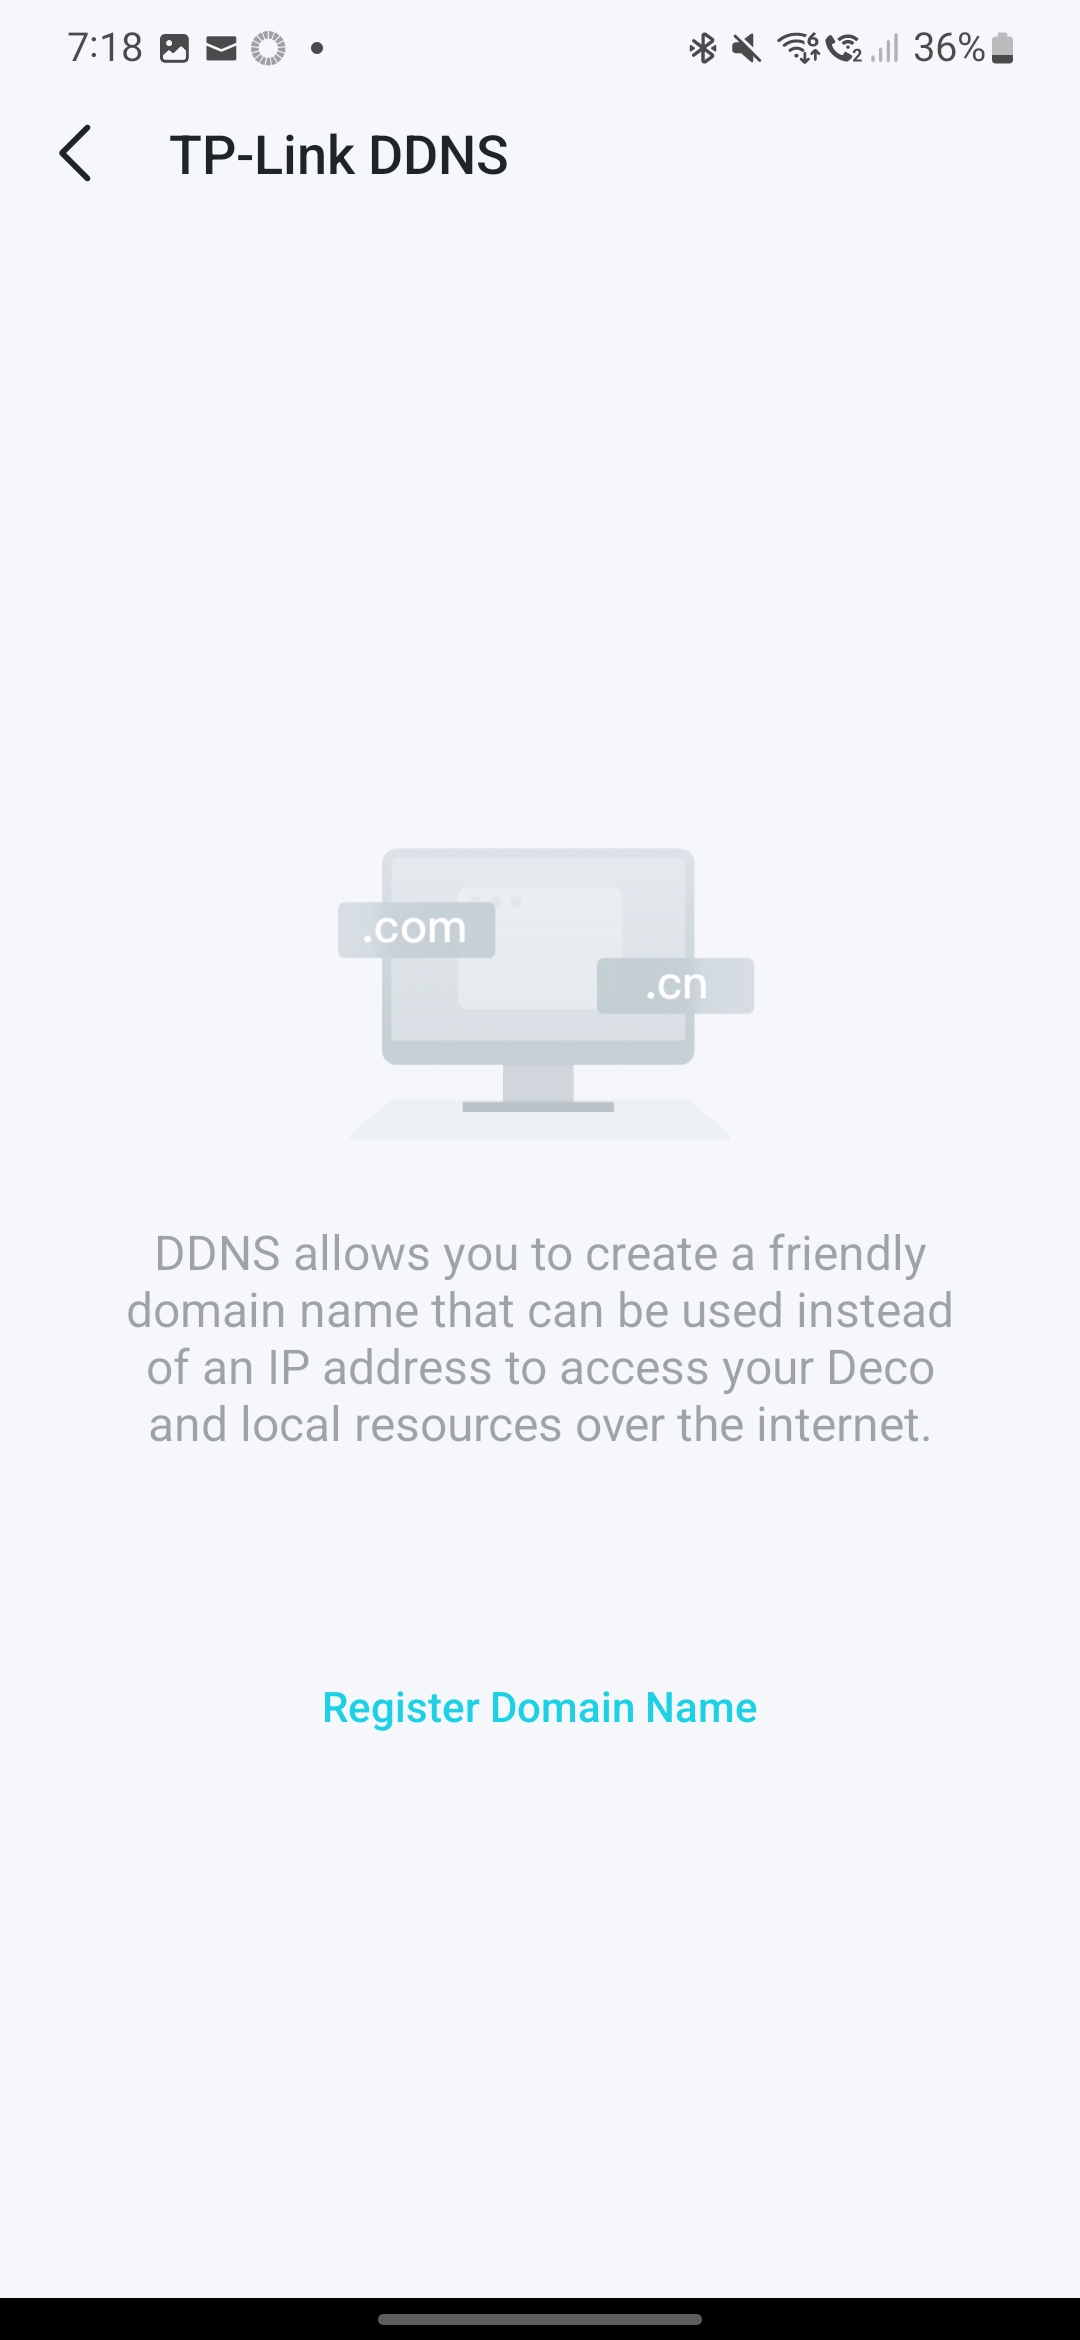 7:18
36%
TP-Link DDNS
.com
.cn
DDNS allows you to create a friendly
domain name that can be used instead
of an IP address to access your Deco
and local resources over the internet.
Register Domain Name